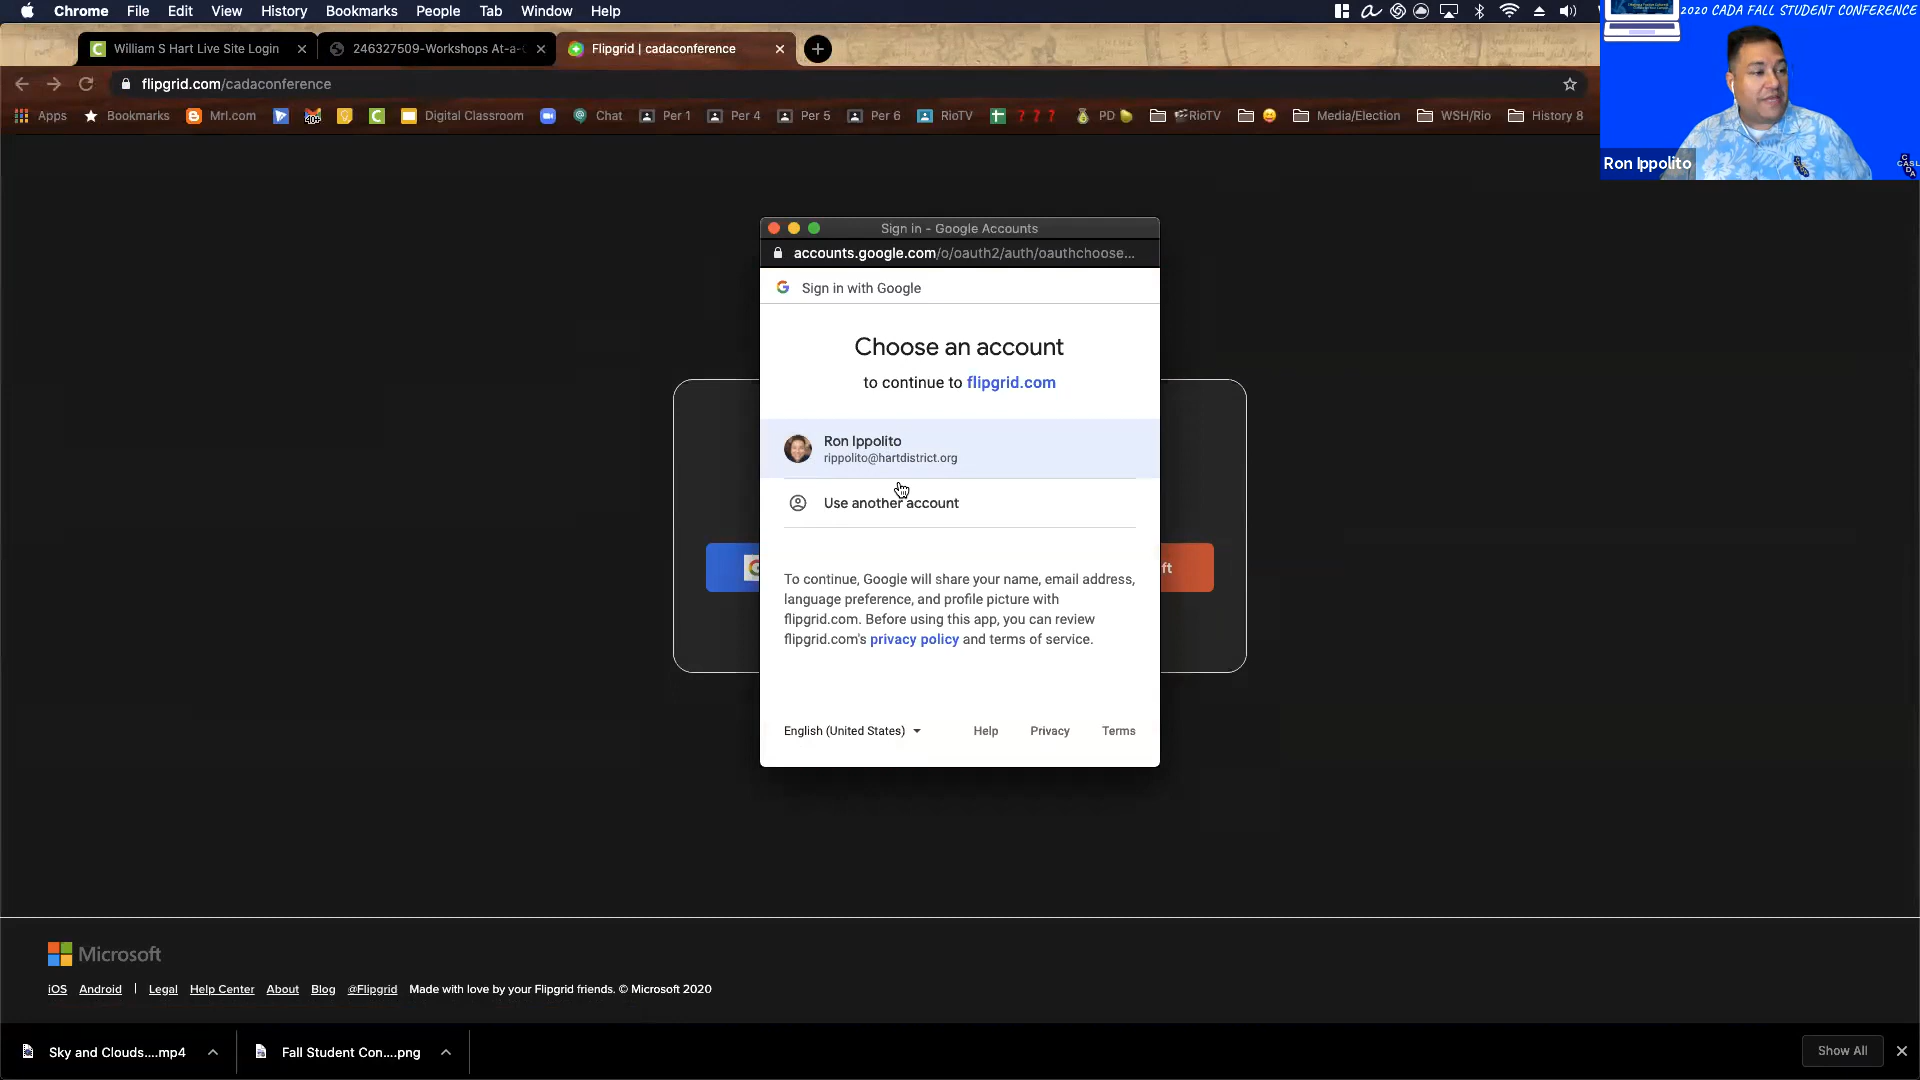 Chrome File Edit View History Bookmarks People Tab Window Help
2020 CADA FALL STUDENT CONFERENCE
William S Hart Live Site Login
246327509-Workshops At-a-
Flipgrid | cadaconference
flipgrid.com/cadaconference
Apps Bookmarks Mrl.com 40+ Digital Classroom Chat Per 1 Per 4 Per 5 Per 6 RioTV ? ? ? PD RioTV Media/Election WSH/Rio History 8
Ron Ippolito
Sign in - Google Accounts
accounts.google.com/o/oauth2/auth/oauthchoose...
Sign in with Google
Choose an account
to continue to flipgrid.com
Ron Ippolito
rippolito@hartdistrict.org
Use another account
ft
To continue, Google will share your name, email address,
language preference, and profile picture with
flipgrid.com. Before using this app, you can review
flipgrid.com's privacy policy and terms of service.
English (United States) Help Privacy Terms
Microsoft
iOS Android | Legal Help Center About Blog @Flipgrid Made with love by your Flipgrid friends. © Microsoft 2020
Sky and Clouds....mp4
Fall Student Con....png
Show All